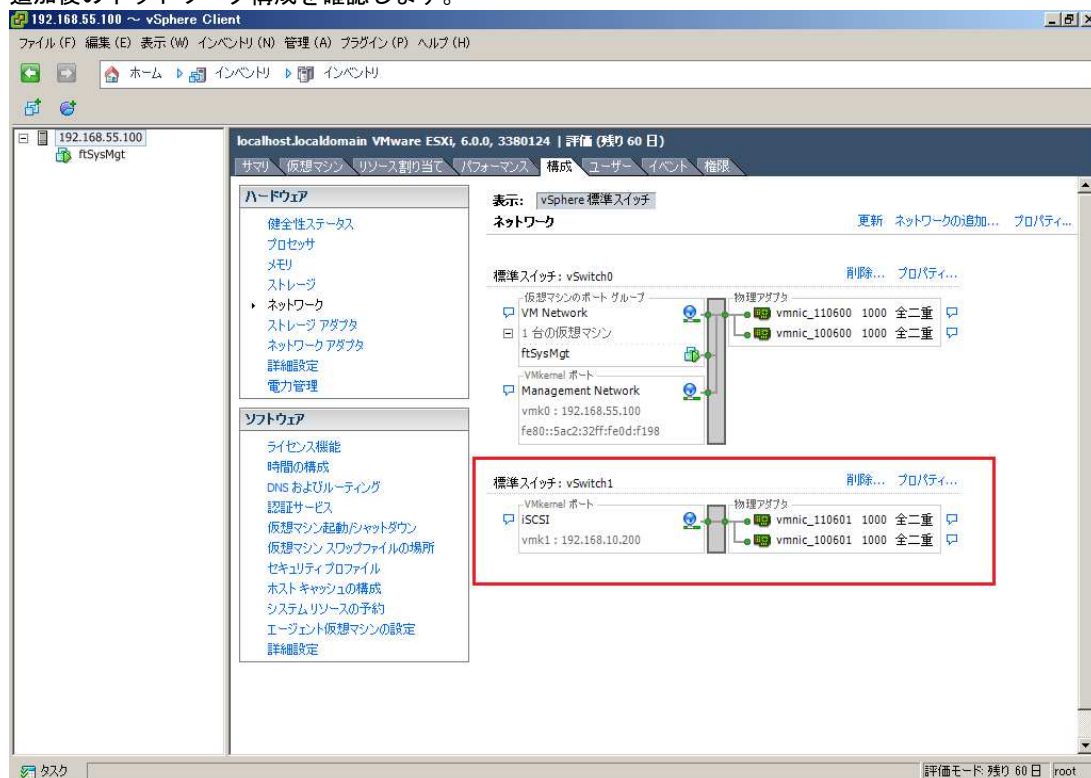 追加後のネットワーク構成を確認します。
192.168.55.100 ～ vSphere Client
ファイル(F) 編集(E) 表示(W) インベントリ(N) 管理(A) プラグイン(P) ヘルプ(H)
ホーム インベントリ インベントリ
192.168.55.100
ftSysMgt
localhost.localdomain VMware ESXi, 6.0.0, 3380124 | 評価 (残り 60 日)
サマリ 仮想マシン リソース割り当て パフォーマンス 構成 ユーザー イベント 権限
ハードウェア
健全性ステータス
プロセッサ
メモリ
ストレージ
ネットワーク
ストレージ アダプタ
ネットワーク アダプタ
詳細設定
電力管理
ソフトウェア
ライセンス機能
時間の構成
DNS およびルーティング
認証サービス
仮想マシン起動/シャットダウン
仮想マシン スワップファイルの場所
セキュリティ プロファイル
ホスト キャッシュの構成
システム リソースの予約
エージェント仮想マシンの設定
詳細設定
表示: vSphere 標準スイッチ
ネットワーク 更新 ネットワークの追加... プロパティ...
標準スイッチ: vSwitch0 削除... プロパティ...
仮想マシンのポート グループ 物理アダプタ
VM Network vmnic_110600 1000 全二重
1 台の仮想マシン vmnic_100600 1000 全二重
ftSysMgt
VMkernel ポート
Management Network
vmk0 : 192.168.55.100
fe80::5ac2:32ff:fe0d:f198
標準スイッチ: vSwitch1 削除... プロパティ...
VMkernel ポート 物理アダプタ
iSCSI vmnic_110601 1000 全二重
vmk1 : 192.168.10.200 vmnic_100601 1000 全二重
タスク 評価モード: 残り 60 日 root